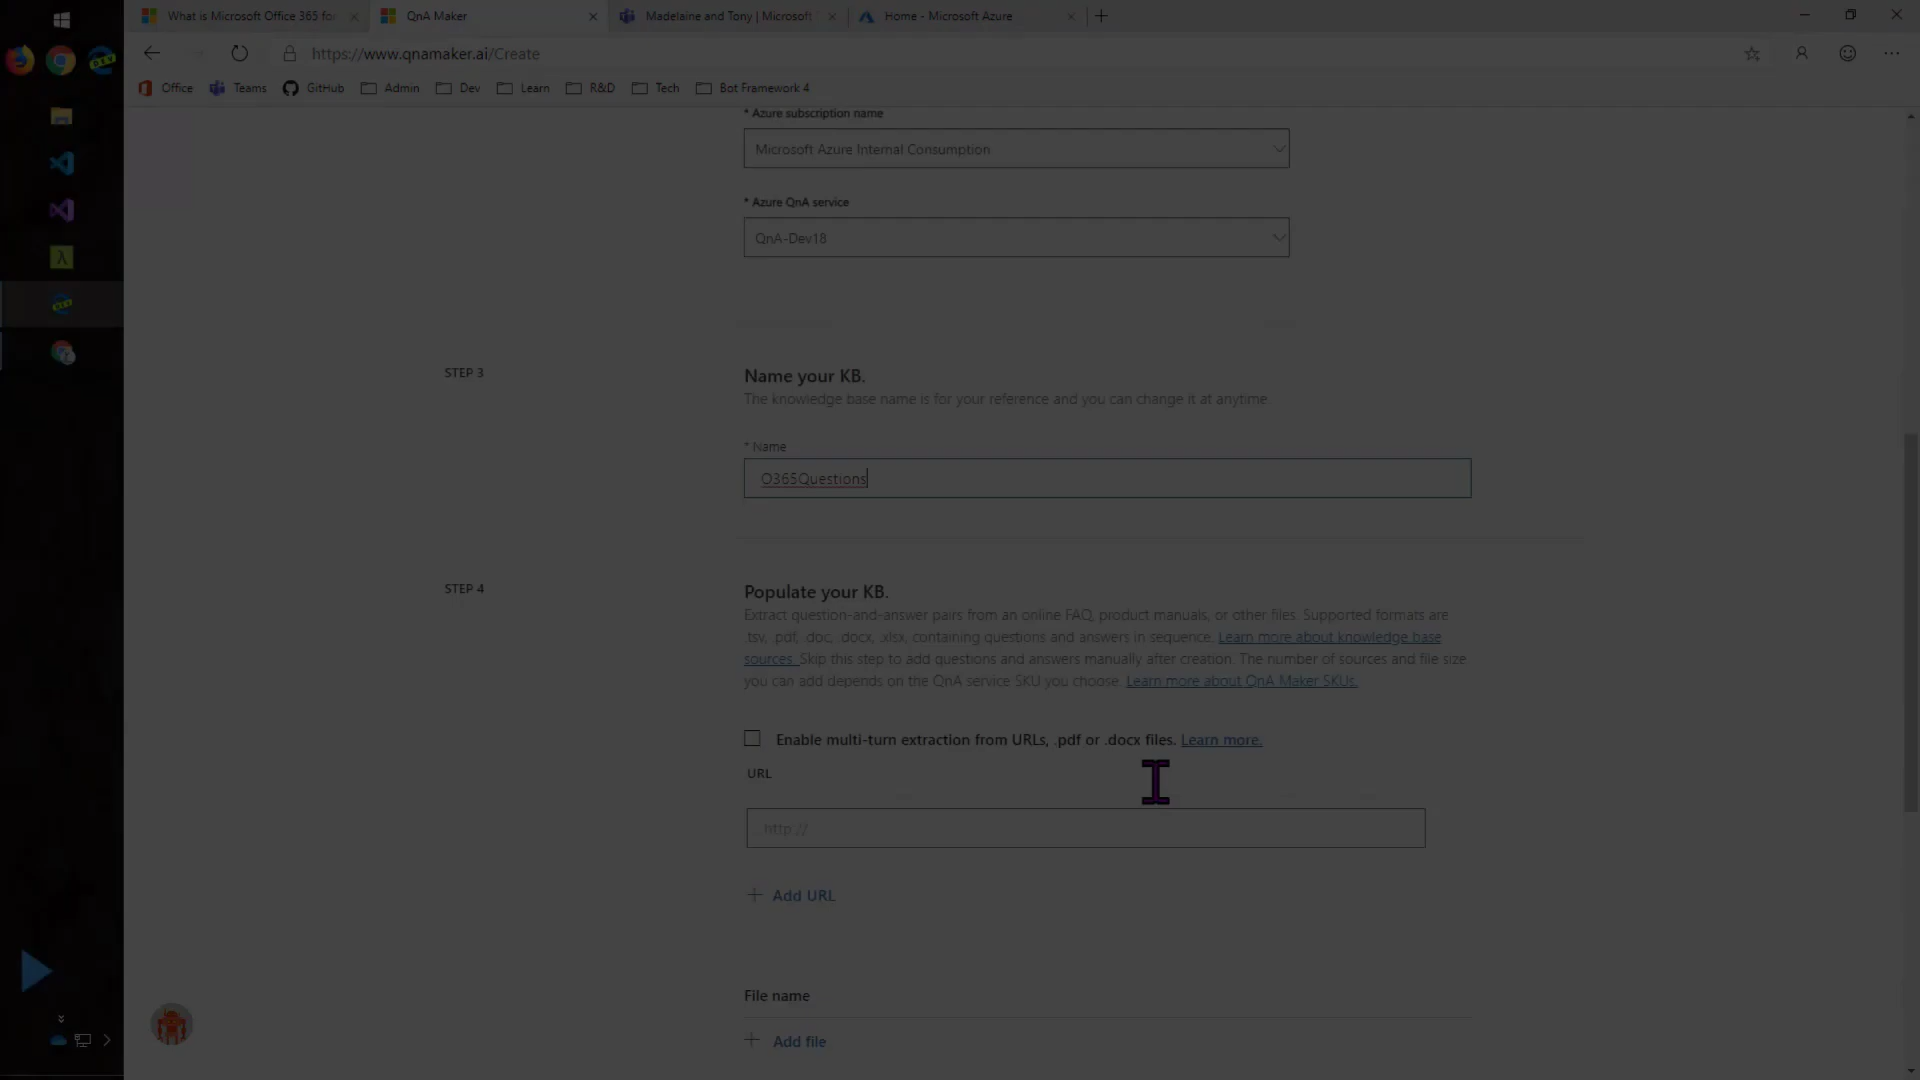 What is Microsoft Office 365 for
QnA Maker
Madelaine and Tony | Microsoft
Home - Microsoft Azure
https://www.qnamaker.ai/Create
Office
Teams
GitHub
Admin
Dev
Learn
R&D
Tech
Bot Framework 4
* Azure subscription name
Microsoft Azure Internal Consumption
* Azure QnA service
QnA-Dev18
STEP 3
Name your KB.
The knowledge base name is for your reference and you can change it at anytime.
* Name
O365Questions
STEP 4
Populate your KB.
Extract question-and-answer pairs from an online FAQ, product manuals, or other files. Supported formats are
.tsv, .pdf, .doc, .docx, .xlsx, containing questions and answers in sequence. Learn more about knowledge base
sources. Skip this step to add questions and answers manually after creation. The number of sources and file size
you can add depends on the QnA service SKU you choose. Learn more about QnA Maker SKUs.
Enable multi-turn extraction from URLs, .pdf or .docx files. Learn more.
URL
http://
+ Add URL
File name
+ Add file